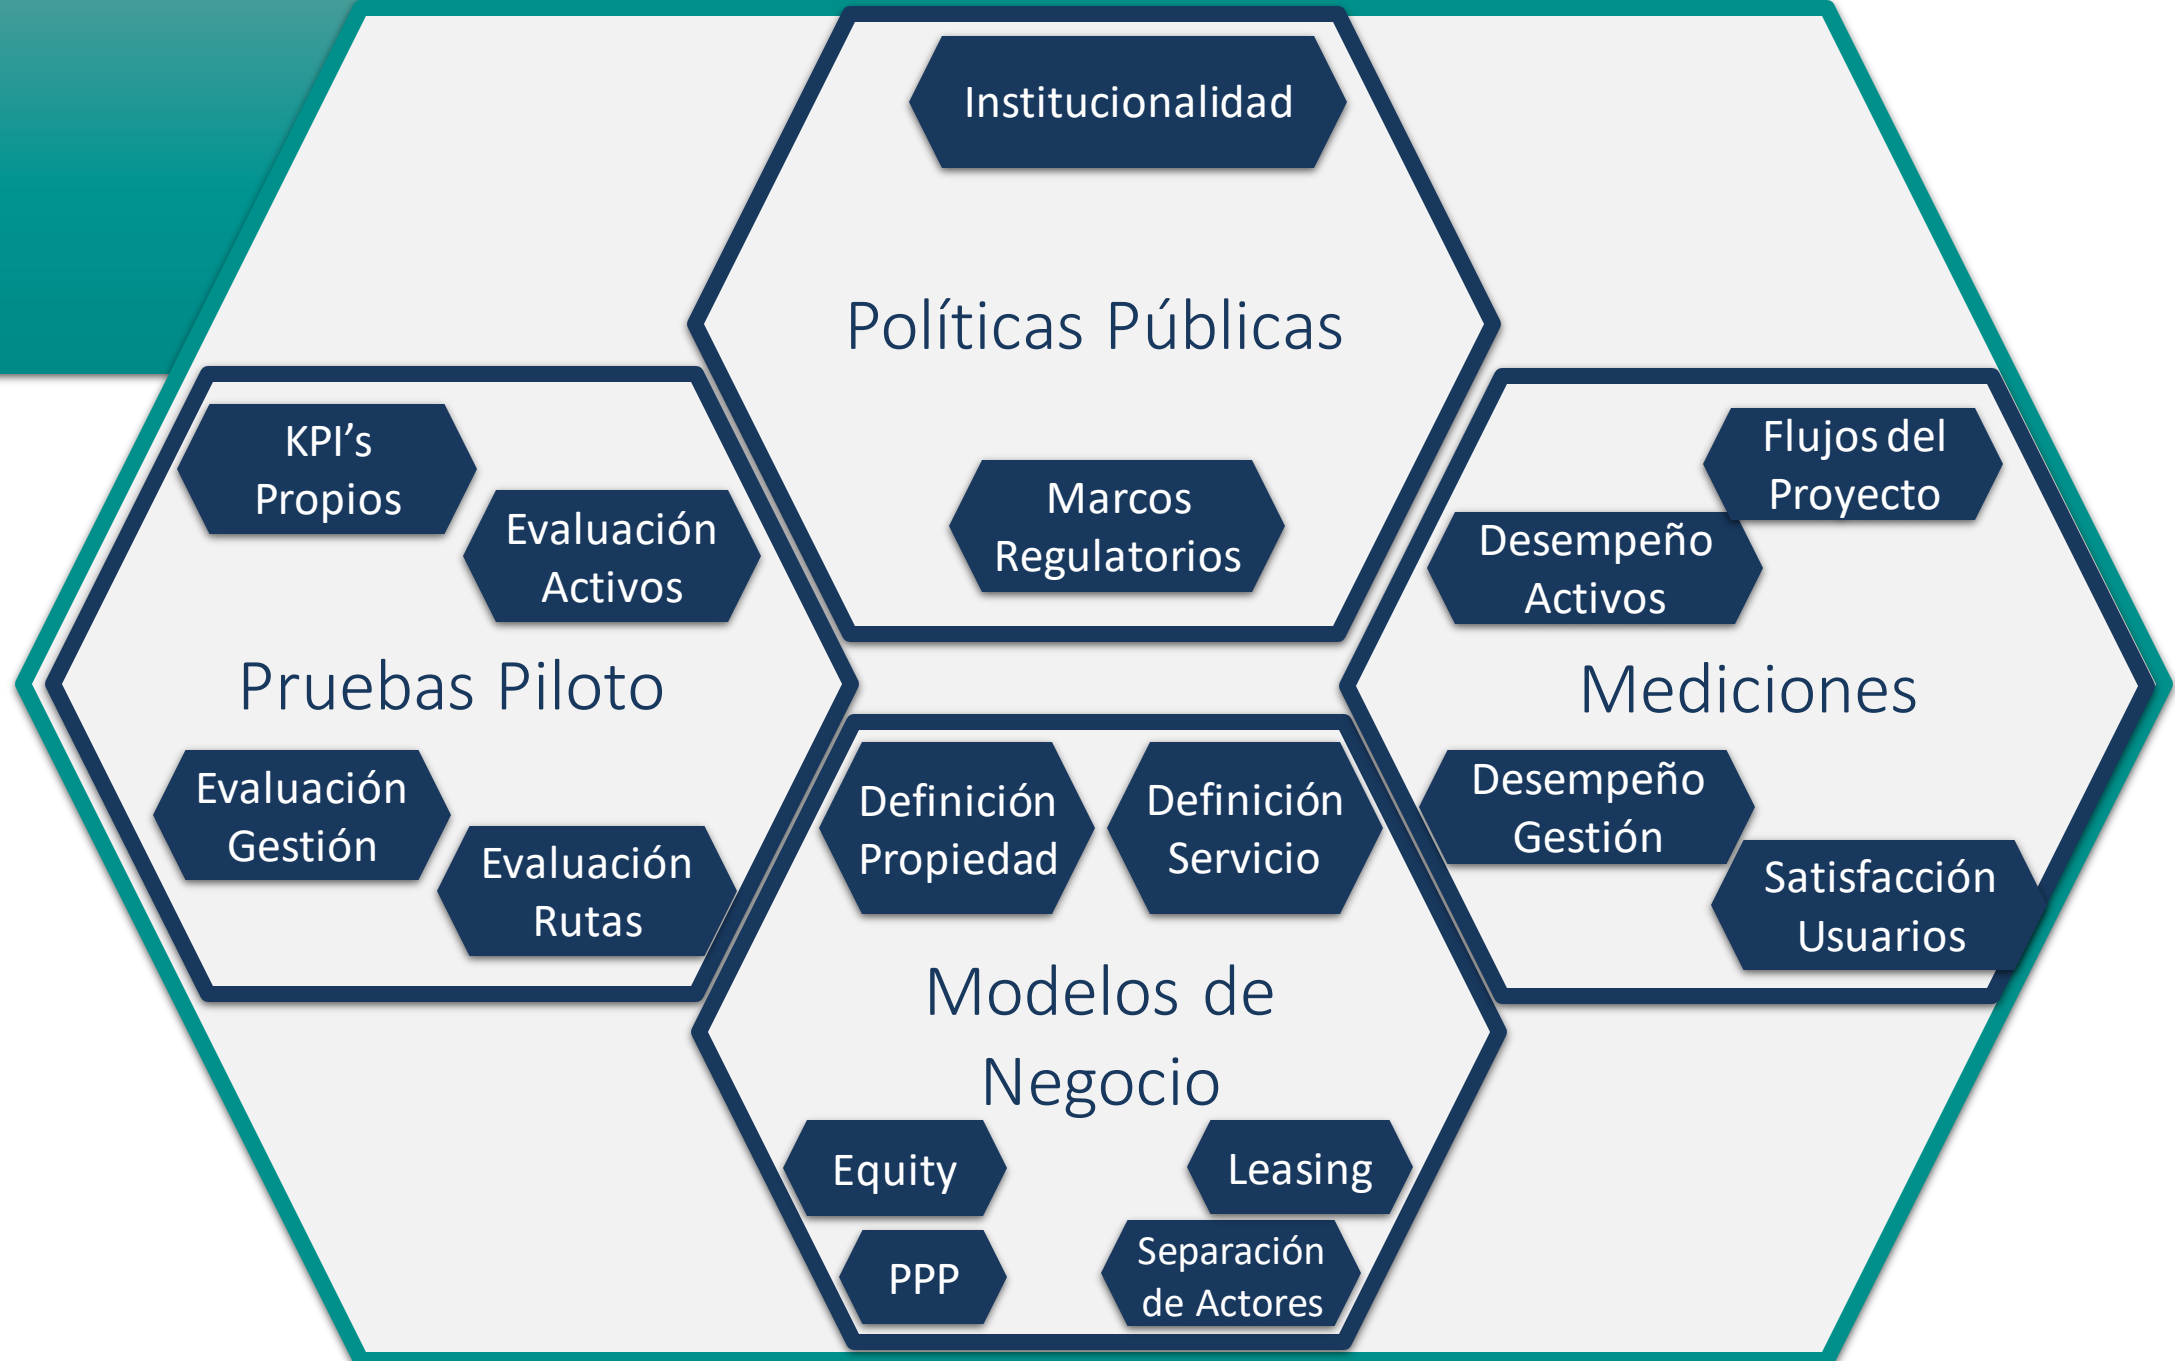 Institucionalidad
Políticas Públicas
Marcos
Regulatorios
KPI’s
Propios
Evaluación
Activos
Pruebas Piloto
Evaluación
Gestión
Evaluación
Rutas
Flujos del
Proyecto
Desempeño
Activos
Mediciones
Desempeño
Gestión
Satisfacción
Usuarios
Definición
Propiedad
Definición
Servicio
Modelos de
Negocio
Equity
Leasing
PPP
Separación
de Actores